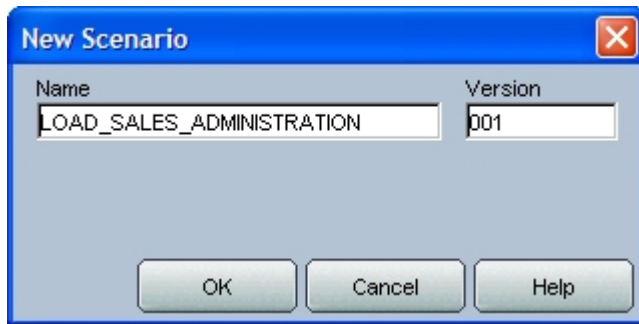 New Scenario
Name Version
LOAD_SALES_ADMINISTRATION 001
OK Cancel Help